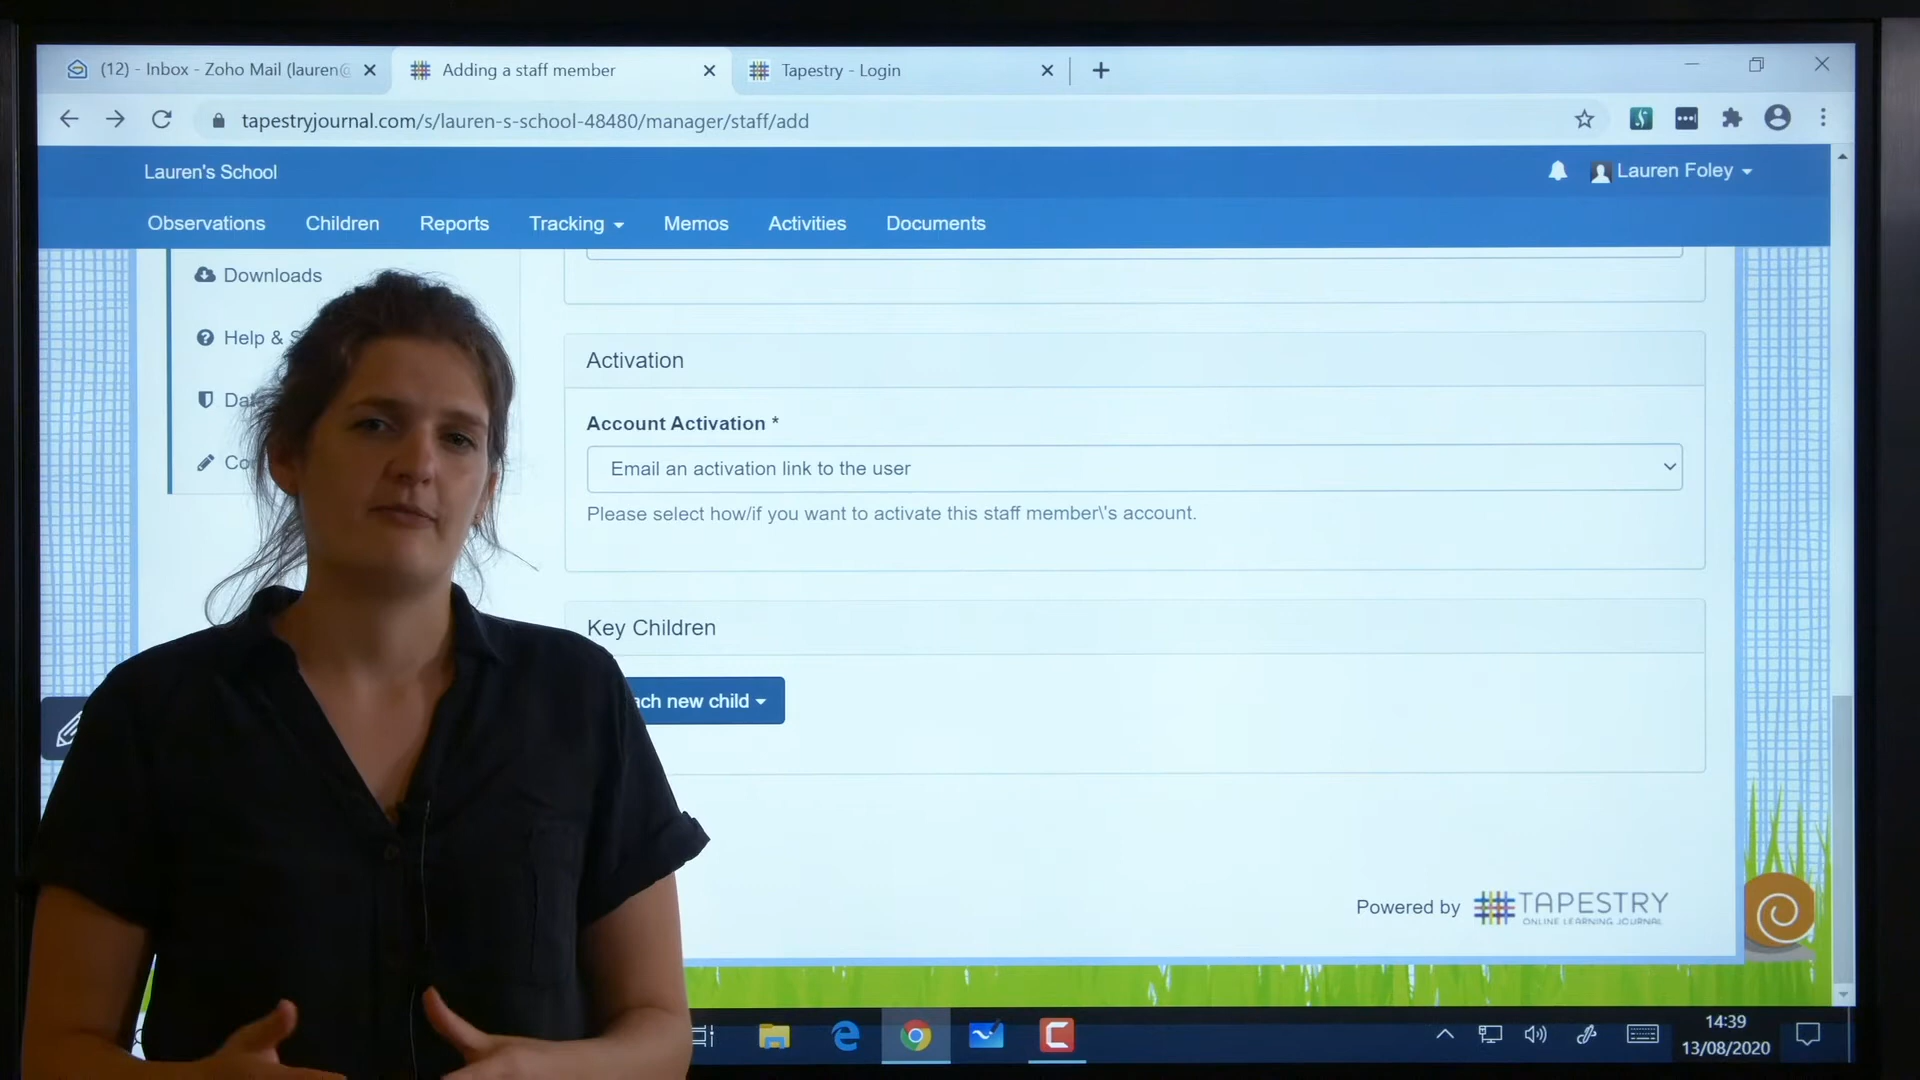 (12) - Inbox - Zoho Mail (lauren@
Adding a staff member
Tapestry - Login
tapestryjournal.com/s/lauren-s-school-48480/manager/staff/add
Lauren's School
Lauren Foley
Observations
Children
Reports
Tracking
Memos
Activities
Documents
Downloads
Help & S
Activation
Account Activation *
Email an activation link to the user
Please select how/if you want to activate this staff member\'s account.
Key Children
ach new child
Powered by TAPESTRY
ONLINE LEARNING JOURNAL
14:39
13/08/2020